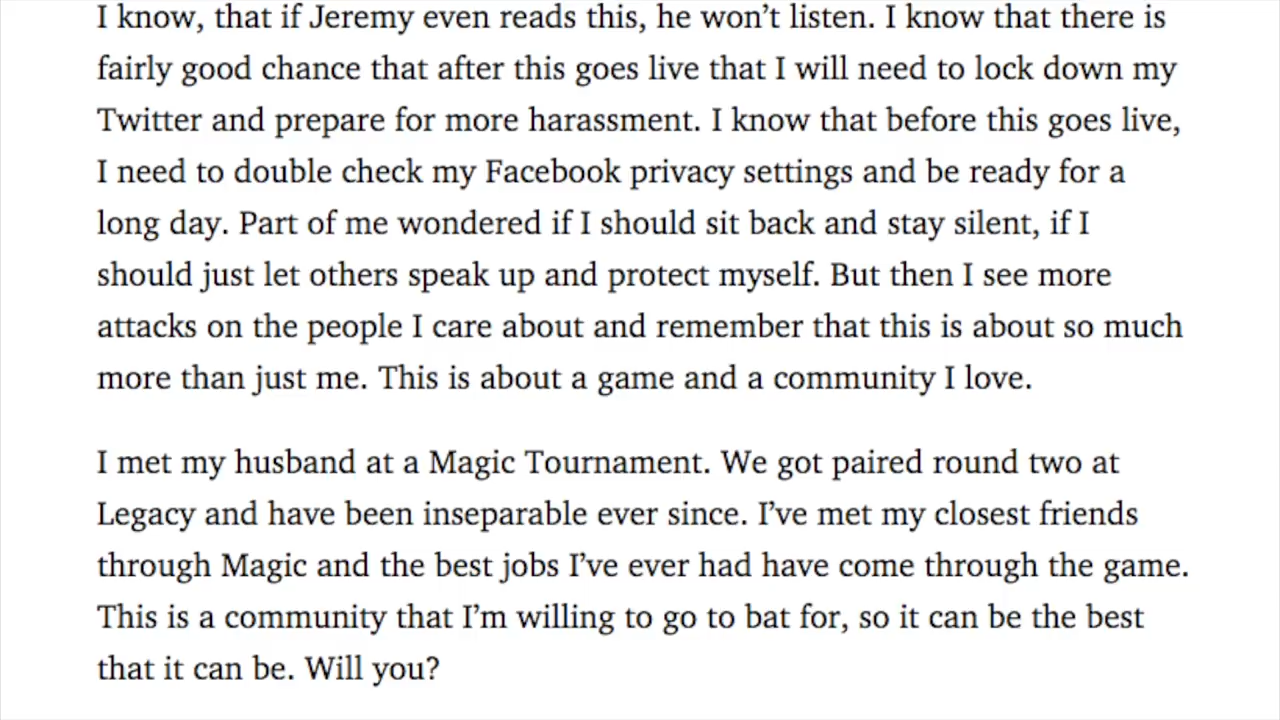 I know, that if Jeremy even reads this, he won’t listen. I know that there is
fairly good chance that after this goes live that I will need to lock down my
Twitter and prepare for more harassment. I know that before this goes live,
I need to double check my Facebook privacy settings and be ready for a
long day. Part of me wondered if I should sit back and stay silent, if I
should just let others speak up and protect myself. But then I see more
attacks on the people I care about and remember that this is about so much
more than just me. This is about a game and a community I love.
I met my husband at a Magic Tournament. We got paired round two at
Legacy and have been inseparable ever since. I’ve met my closest friends
through Magic and the best jobs I’ve ever had have come through the game.
This is a community that I’m willing to go to bat for, so it can be the best
that it can be. Will you?